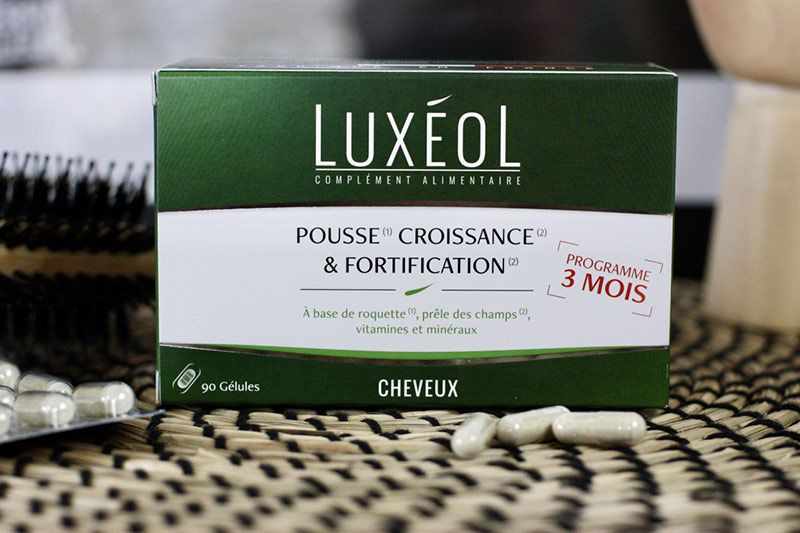 LUXÉOL
COMPLÉMENT ALIMENTAIRE
POUSSE(1) CROISSANCE(2)
& FORTIFICATION(2)
PROGRAMME
3 MOIS
À base de roquette(1), prêle des champs(2),
vitamines et minéraux
90 Gélules
CHEVEUX